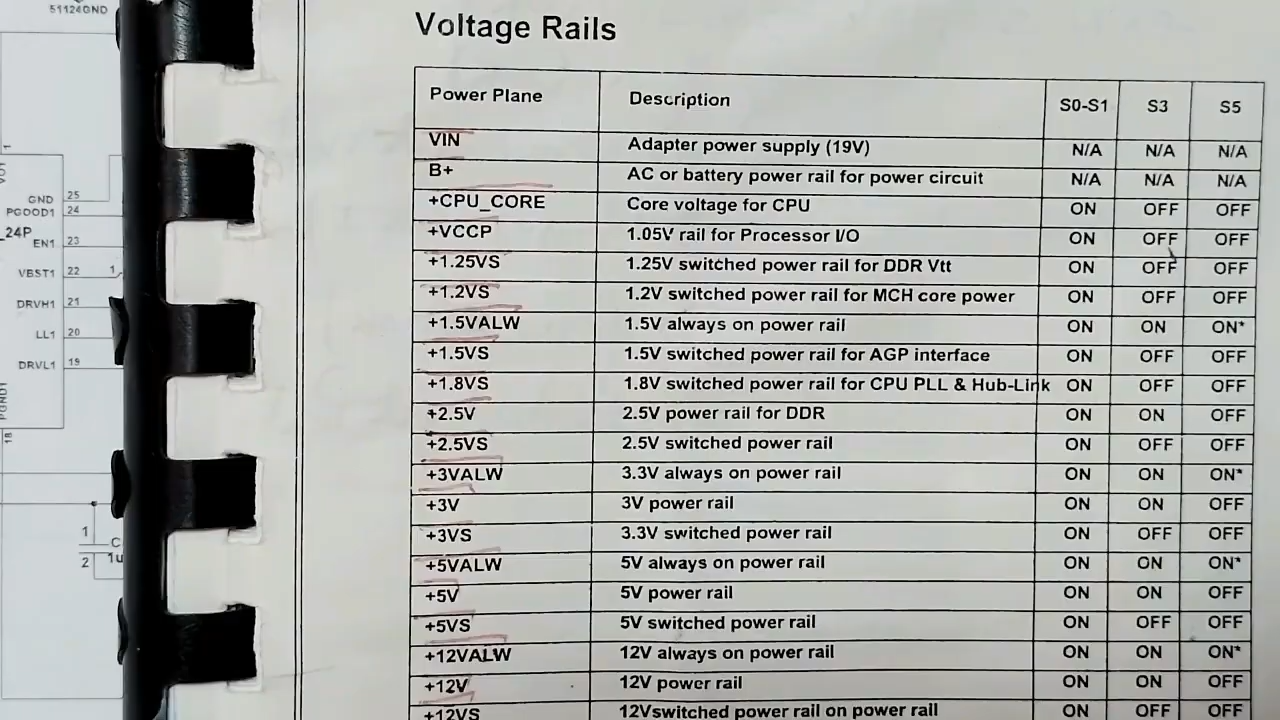 51124GND
GND 25
PGOOD1 24
_24P
EN1 23
VBST1 22 1
DRVH1 21
LL1 20
DRVL1 19
PGND1
18
1
C
2 1u
Voltage Rails
Power Plane Description S0-S1 S3 S5
VIN Adapter power supply (19V) N/A N/A N/A
B+ AC or battery power rail for power circuit N/A N/A N/A
+CPU_CORE Core voltage for CPU ON OFF OFF
+VCCP 1.05V rail for Processor I/O ON OFF OFF
+1.25VS 1.25V switched power rail for DDR Vtt ON OFF OFF
+1.2VS 1.2V switched power rail for MCH core power ON OFF OFF
+1.5VALW 1.5V always on power rail ON ON ON*
+1.5VS 1.5V switched power rail for AGP interface ON OFF OFF
+1.8VS 1.8V switched power rail for CPU PLL & Hub-Link ON OFF OFF
+2.5V 2.5V power rail for DDR ON ON OFF
+2.5VS 2.5V switched power rail ON OFF OFF
+3VALW 3.3V always on power rail ON ON ON*
+3V 3V power rail ON ON OFF
+3VS 3.3V switched power rail ON OFF OFF
+5VALW 5V always on power rail ON ON ON*
+5V 5V power rail ON ON OFF
+5VS 5V switched power rail ON OFF OFF
+12VALW 12V always on power rail ON ON ON*
+12V 12V power rail ON ON OFF
+12VS 12Vswitched power rail on power rail ON OFF OFF